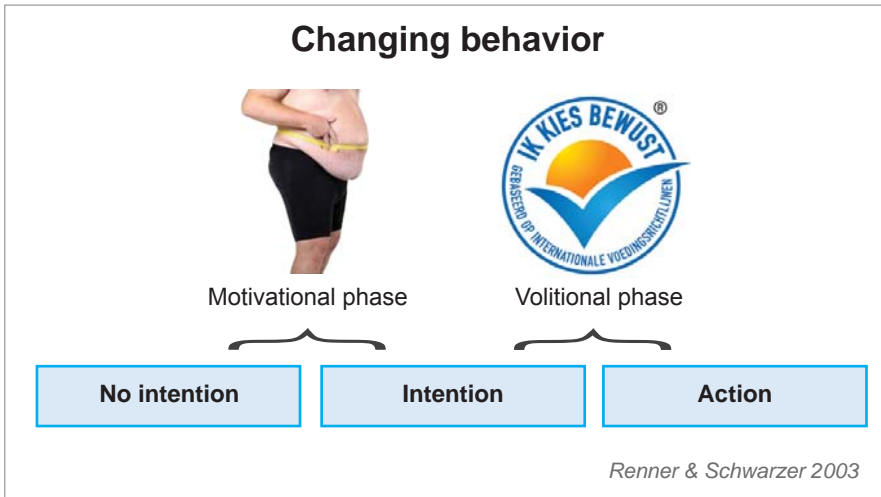 Changing behavior
®
IK KIES BEWUST
GEBASEERD OP INTERNATIONALE VOEDINGSRICHTLIJNEN
Motivational phase
Volitional phase
No intention
Intention
Action
Renner & Schwarzer 2003